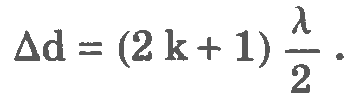 Δd = (2 k + 1) λ/2 .